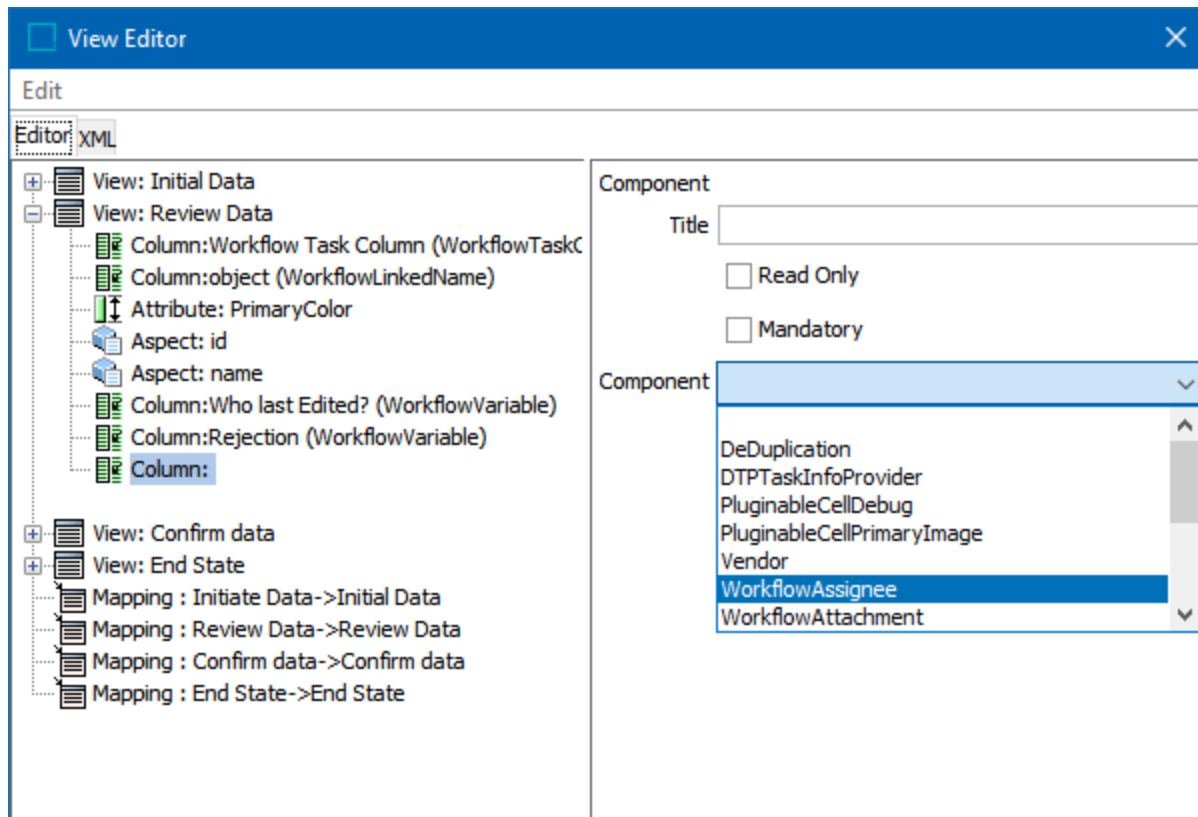 View Editor
Edit
Editor XML
View: Initial Data
View: Review Data
Column:Workflow Task Column (WorkflowTaskC
Column:object (WorkflowLinkedName)
Attribute: PrimaryColor
Aspect: id
Aspect: name
Column:Who last Edited? (WorkflowVariable)
Column:Rejection (WorkflowVariable)
Column:
View: Confirm data
View: End State
Mapping : Initiate Data->Initial Data
Mapping : Review Data->Review Data
Mapping : Confirm data->Confirm data
Mapping : End State->End State
Component
Title
Read Only
Mandatory
Component
DeDuplication
DTPTaskInfoProvider
PluginableCellDebug
PluginableCellPrimaryImage
Vendor
WorkflowAssignee
WorkflowAttachment